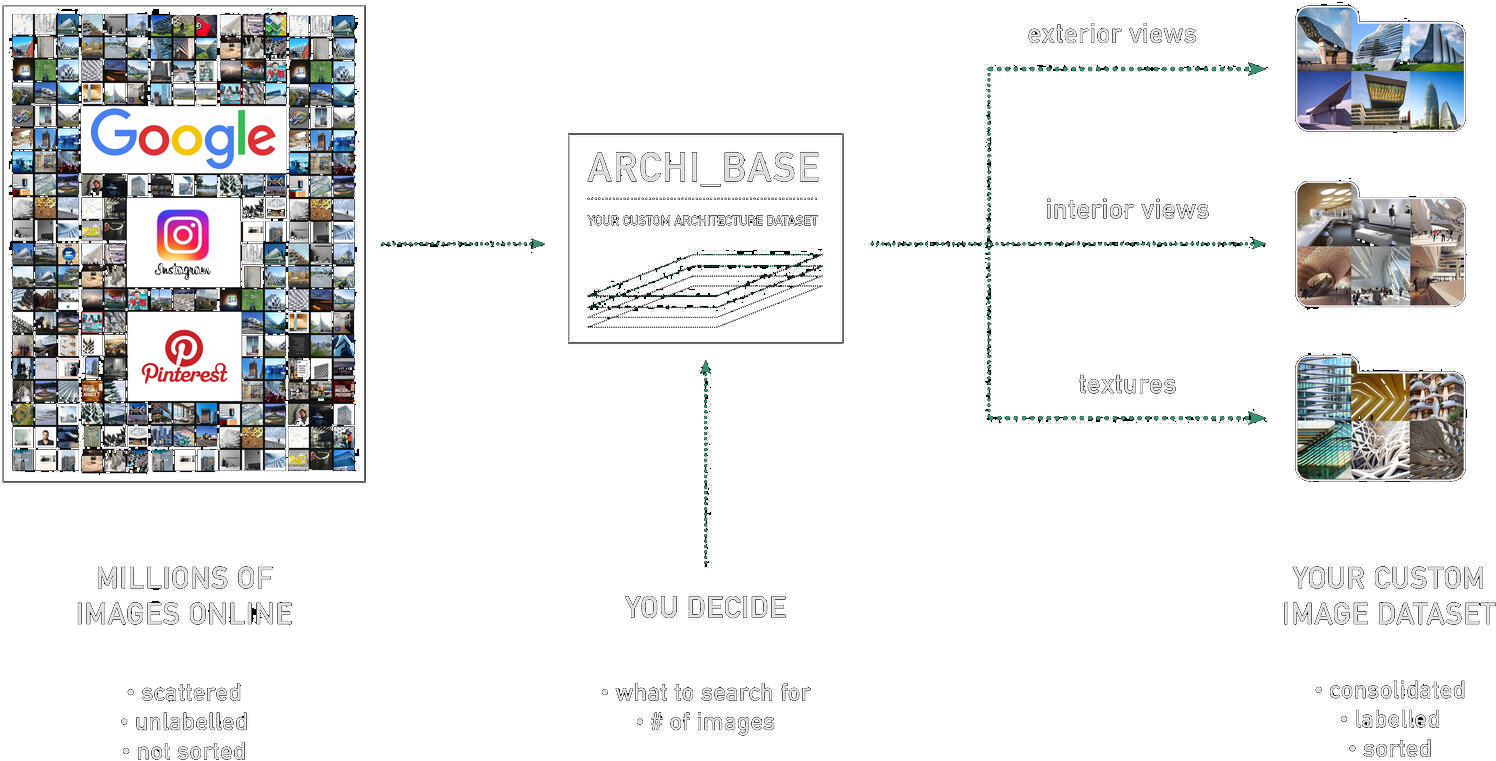 Google
Instagram
Pinterest
MILLIONS OF
IMAGES ONLINE
• scattered
• unlabelled
• not sorted
ARCHI_BASE
YOUR CUSTOM ARCHITECTURE DATASET
YOU DECIDE
• what to search for
• # of images
exterior views
interior views
textures
YOUR CUSTOM
IMAGE DATASET
• consolidated
• labelled
• sorted